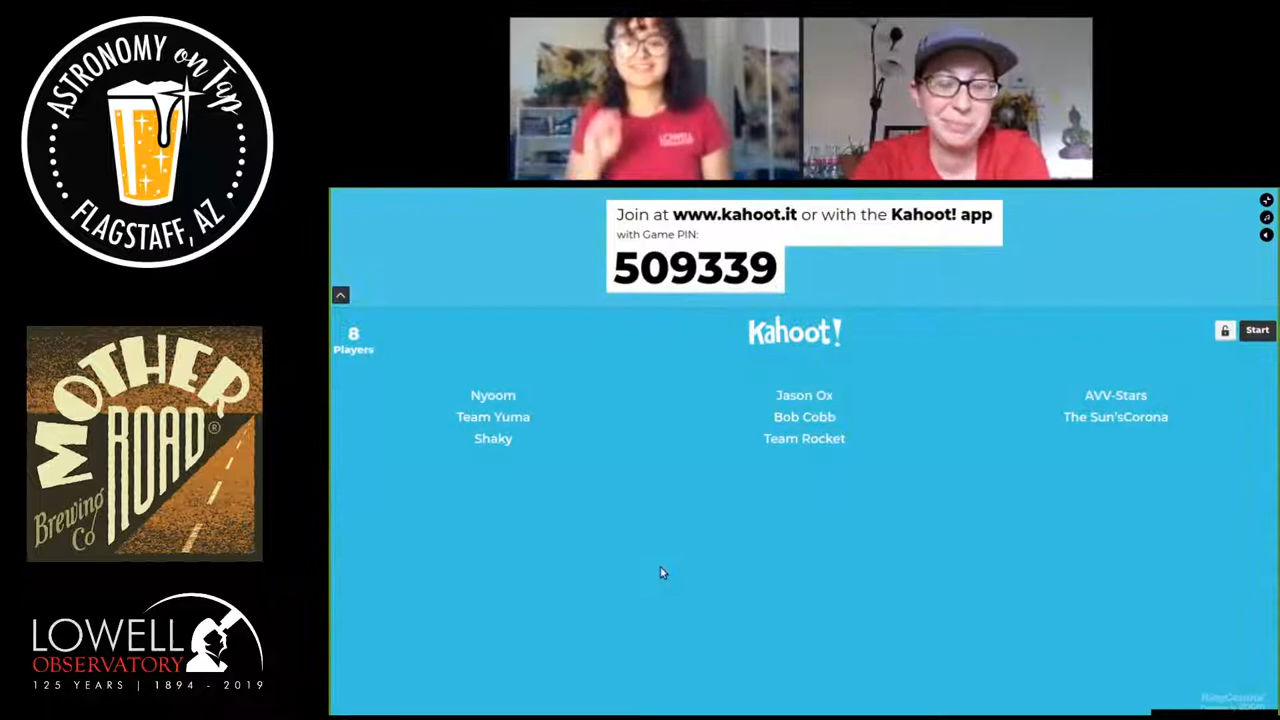 ASTRONOMY on Tap
FLAGSTAFF, AZ
MOTHER
ROAD®
Brewing
Co
LOWELL
OBSERVATORY
125 YEARS | 1894 - 2019
LOWELL
Join at www.kahoot.it or with the Kahoot! app
with Game PIN:
509339
8
Players
Kahoot!
Start
Nyoom
Jason Ox
AVV-Stars
Team Yuma
Bob Cobb
The Sun'sCorona
Shaky
Team Rocket